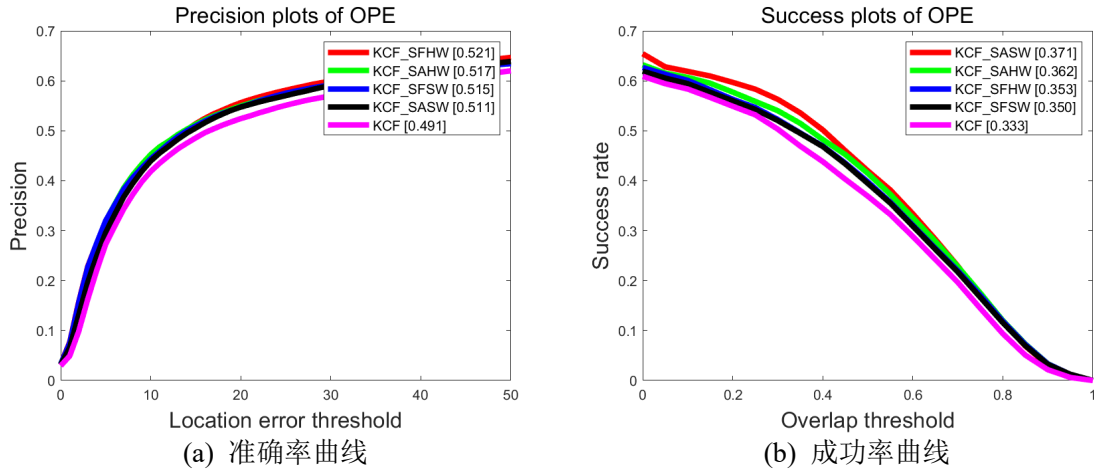 Precision plots of OPE
0.7
0.6
0.5
0.4
0.3
0.2
0.1
0
Precision
KCF_SFHW [0.521]
KCF_SAHW [0.517]
KCF_SFSW [0.515]
KCF_SASW [0.511]
KCF [0.491]
0 10 20 30 40 50
Location error threshold
(a) 准确率曲线
Success plots of OPE
0.7
0.6
0.5
0.4
0.3
0.2
0.1
0
Success rate
KCF_SASW [0.371]
KCF_SAHW [0.362]
KCF_SFHW [0.353]
KCF_SFSW [0.350]
KCF [0.333]
0 0.2 0.4 0.6 0.8 1
Overlap threshold
(b) 成功率曲线